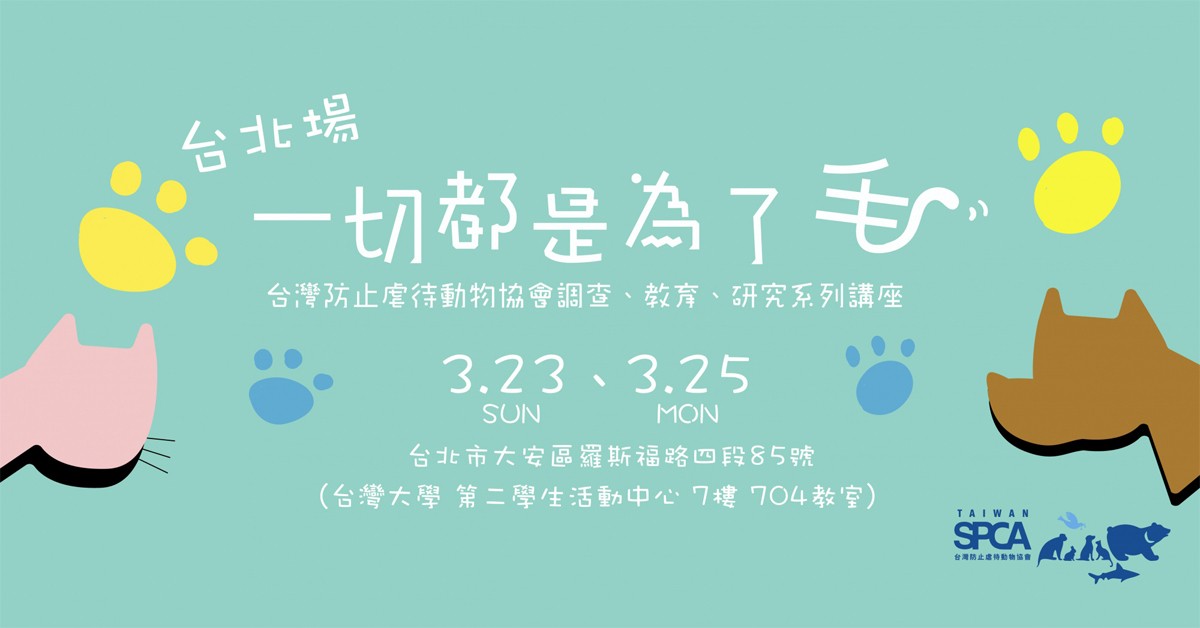 台北場
一切都是為了毛
台灣防止虐待動物協會調查、教育、研究系列講座
3.23、3.25
SUN MON
台北市大安區羅斯福路四段85號
(台灣大學 第二學生活動中心 7樓 704教室)
TAIWAN
SPCA
台灣防止虐待動物協會